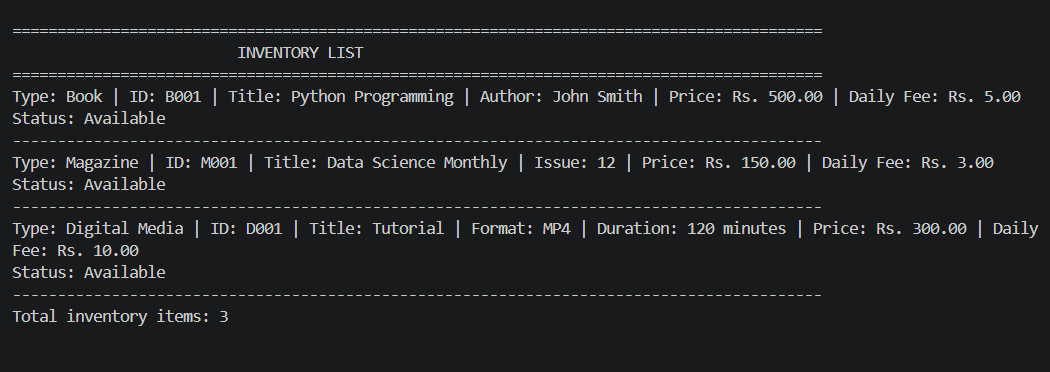 ==========================================================================================
INVENTORY LIST
==========================================================================================
Type: Book | ID: B001 | Title: Python Programming | Author: John Smith | Price: Rs. 500.00 | Daily Fee: Rs. 5.00
Status: Available
------------------------------------------------------------------------------------------
Type: Magazine | ID: M001 | Title: Data Science Monthly | Issue: 12 | Price: Rs. 150.00 | Daily Fee: Rs. 3.00
Status: Available
------------------------------------------------------------------------------------------
Type: Digital Media | ID: D001 | Title: Tutorial | Format: MP4 | Duration: 120 minutes | Price: Rs. 300.00 | Daily
Fee: Rs. 10.00
Status: Available
------------------------------------------------------------------------------------------
Total inventory items: 3